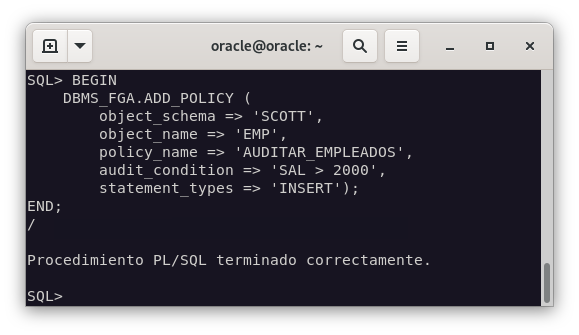 oracle@oracle: ~
SQL> BEGIN
    DBMS_FGA.ADD_POLICY (
        object_schema => 'SCOTT',
        object_name => 'EMP',
        policy_name => 'AUDITAR_EMPLEADOS',
        audit_condition => 'SAL > 2000',
        statement_types => 'INSERT');
END;
/
Procedimiento PL/SQL terminado correctamente.
SQL>